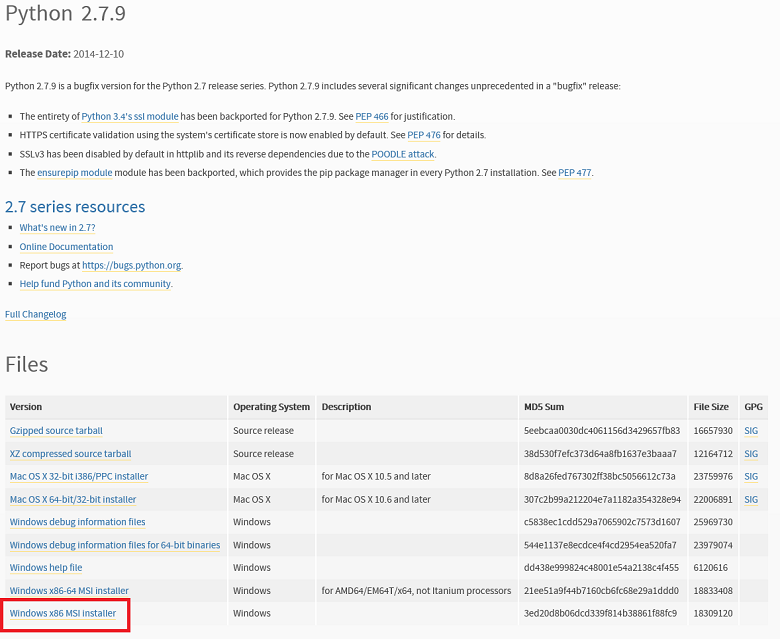 Python 2.7.9
Release Date: 2014-12-10
Python 2.7.9 is a bugfix version for the Python 2.7 release series. Python 2.7.9 includes several significant changes unprecedented in a "bugfix" release:
The entirety of Python 3.4's ssl module has been backported for Python 2.7.9. See PEP 466 for justification.
HTTPS certificate validation using the system's certificate store is now enabled by default. See PEP 476 for details.
SSLv3 has been disabled by default in httplib and its reverse dependencies due to the POODLE attack.
The ensurepip module module has been backported, which provides the pip package manager in every Python 2.7 installation. See PEP 477.
2.7 series resources
What's new in 2.7?
Online Documentation
Report bugs at https://bugs.python.org.
Help fund Python and its community.
Full Changelog
Files
Version Operating System Description MD5 Sum File Size GPG
Gzipped source tarball Source release 5eebcaa0030dc4061156d3429657fb83 16657930 SIG
XZ compressed source tarball Source release 38d530f7efc373d64a8fb1637e3baaa7 12164712 SIG
Mac OS X 32-bit i386/PPC installer Mac OS X for Mac OS X 10.5 and later 8d8a26fed767302ff38bc5056612c73a 23759976 SIG
Mac OS X 64-bit/32-bit installer Mac OS X for Mac OS X 10.6 and later 307c2b99a212204e7a1182a354328e94 22006891 SIG
Windows debug information files Windows c5838ec1cdd529a7065902c7573d1607 25969730
Windows debug information files for 64-bit binaries Windows 544e1137e8ecdce4f4cd2954ea520fa7 23979074
Windows help file Windows dd438e999824c48001e54a2138c4f455 6120616
Windows x86-64 MSI installer Windows for AMD64/EM64T/x64, not Itanium processors 21ee51a9f44b7160cb6fc68e29a1ddd0 18833408
Windows x86 MSI installer Windows 3ed20d8b06dcd339f814b38861f88fc9 18309120